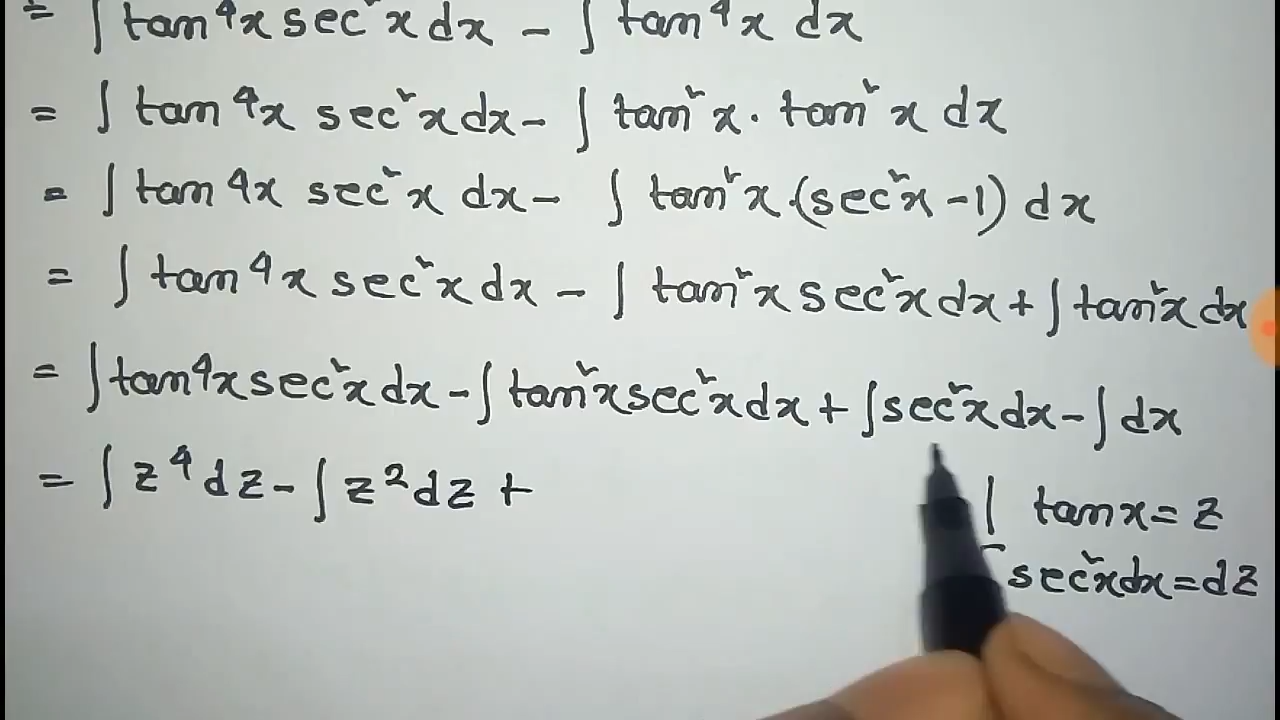 = ∫ tan⁴x sec²x dx - ∫ tan⁴x dx
= ∫ tan⁴x sec²x dx - ∫ tan²x · tan²x dx
= ∫ tan⁴x sec²x dx - ∫ tan²x · (sec²x - 1) dx
= ∫ tan⁴x sec²x dx - ∫ tan²x sec²x dx + ∫ tan²x dx
= ∫ tan⁴x sec²x dx - ∫ tan²x sec²x dx + ∫ sec²x dx - ∫ dx
= ∫ z⁴ dz - ∫ z² dz +
tanx = z
sec²x dx = dz